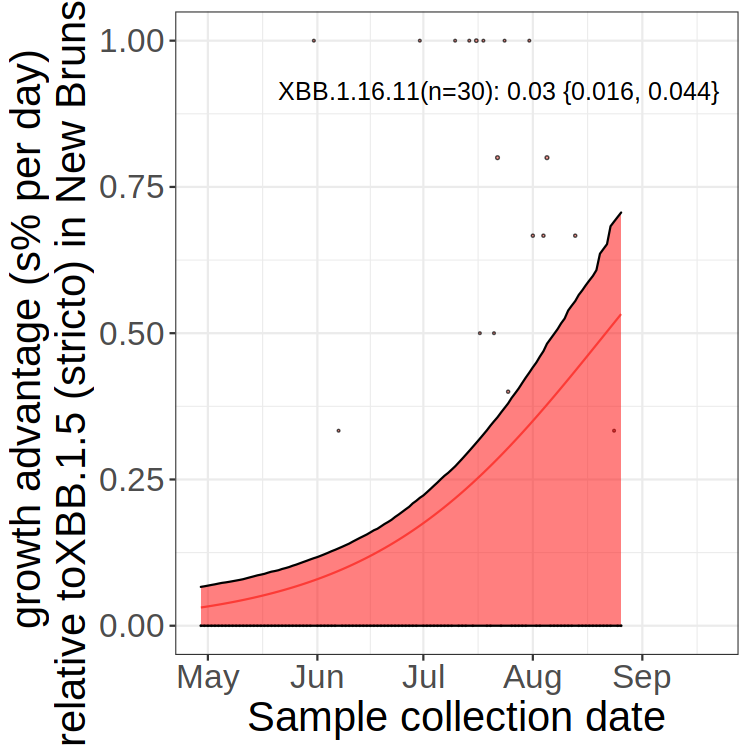 growth advantage (s% per day)
relative toXBB.1.5 (stricto) in New Bruns
1.00
0.75
0.50
0.25
0.00
XBB.1.16.11(n=30): 0.03 {0.016, 0.044}
May Jun Jul Aug Sep
Sample collection date